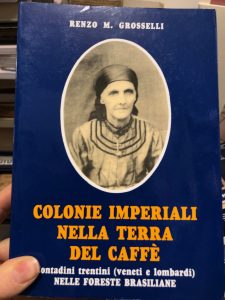 RENZO M. GROSSELLI
COLONIE IMPERIALI
NELLA TERRA
DEL CAFFÈ
ontadini trentini (veneti e lombardi)
NELLE FORESTE BRASILIANE